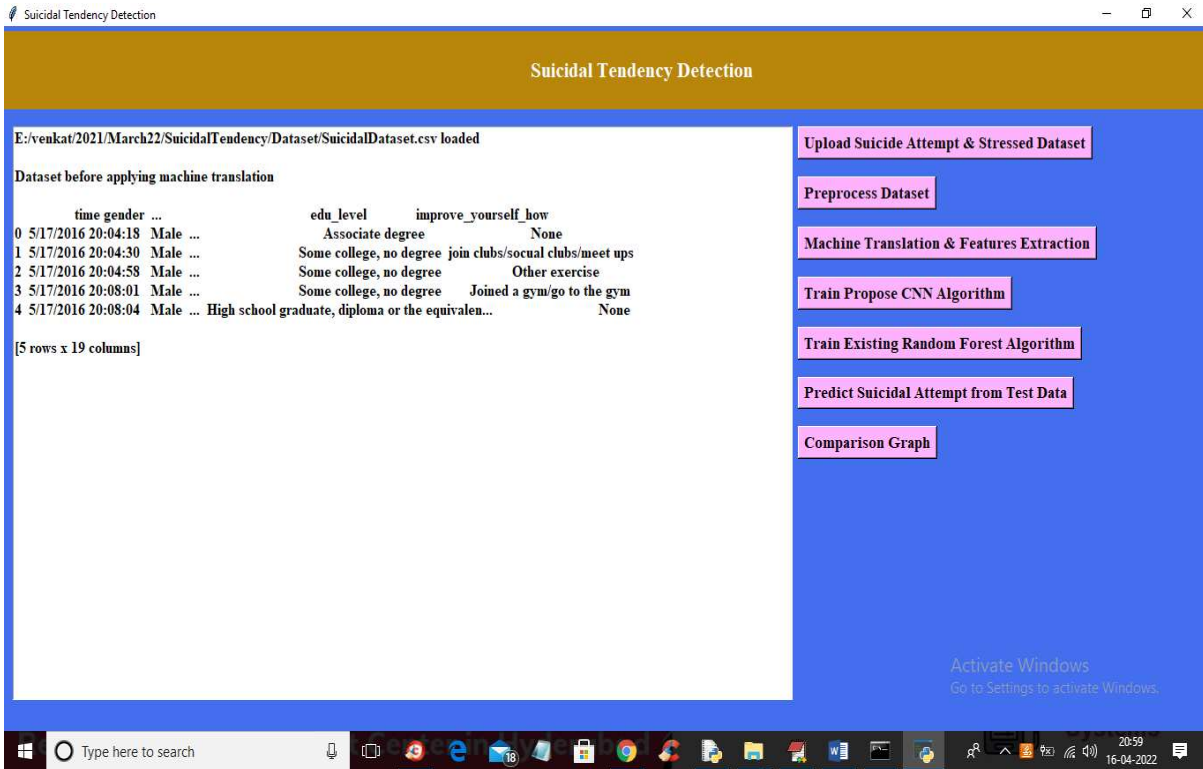 Suicidal Tendency Detection
Suicidal Tendency Detection
E:/venkat/2021/March22/SuicidalTendency/Dataset/SuicidalDataset.csv loaded
Dataset before applying machine translation
time gender ... edu_level improve_yourself_how
0 5/17/2016 20:04:18 Male ... Associate degree None
1 5/17/2016 20:04:30 Male ... Some college, no degree join clubs/socual clubs/meet ups
2 5/17/2016 20:04:58 Male ... Some college, no degree Other exercise
3 5/17/2016 20:08:01 Male ... Some college, no degree Joined a gym/go to the gym
4 5/17/2016 20:08:04 Male ... High school graduate, diploma or the equivalen... None
[5 rows x 19 columns]
Upload Suicide Attempt & Stressed Dataset
Preprocess Dataset
Machine Translation & Features Extraction
Train Propose CNN Algorithm
Train Existing Random Forest Algorithm
Predict Suicidal Attempt from Test Data
Comparison Graph
Activate Windows
Go to Settings to activate Windows.
Type here to search
18
20:59
16-04-2022